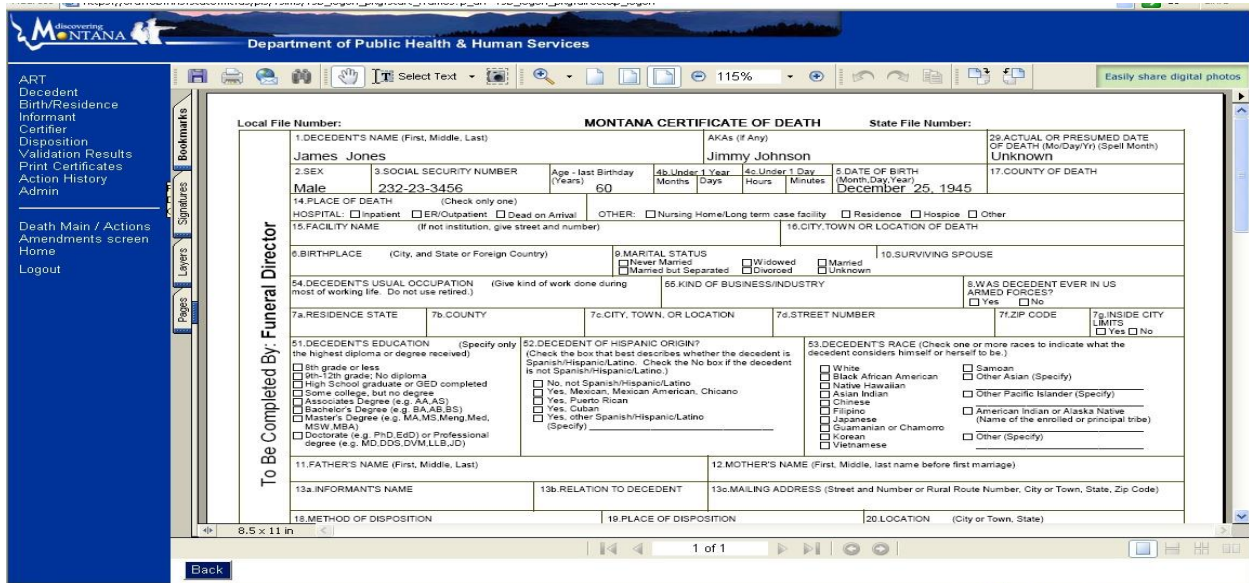 discovering
MONTANA
Department of Public Health & Human Services
ART
Decedent
Birth/Residence
Informant
Certifier
Disposition
Validation Results
Print Certificates
Action History
Admin
Death Main / Actions
Amendments screen
Home
Logout
Select Text
115%
Easily share digital photos
Bookmarks
Signatures
Layers
Pages
Local File Number: MONTANA CERTIFICATE OF DEATH State File Number:
To Be Completed By: Funeral Director
1.DECEDENT'S NAME (First, Middle, Last) AKAs (If Any) 29.ACTUAL OR PRESUMED DATE
OF DEATH (Mo/Day/Yr) (Spell Month)
James Jones Jimmy Johnson Unknown
2.SEX 3.SOCIAL SECURITY NUMBER Age - last Birthday 4b.Under 1 Year 4c.Under 1 Day 5.DATE OF BIRTH 17.COUNTY OF DEATH
(Years) Months Days Hours Minutes (Month,Day,Year)
Male 232-23-3456 60 December 25, 1945
14.PLACE OF DEATH (Check only one)
HOSPITAL: Inpatient ER/Outpatient Dead on Arrival OTHER: Nursing Home/Long term case facility Residence Hospice Other
15.FACILITY NAME (If not institution, give street and number) 16.CITY,TOWN OR LOCATION OF DEATH
6.BIRTHPLACE (City, and State or Foreign Country) 9.MARITAL STATUS 10.SURVIVING SPOUSE
Never Married Widowed Married
Married but Separated Divorced Unknown
54.DECEDENT'S USUAL OCCUPATION (Give kind of work done during 55.KIND OF BUSINESS/INDUSTRY 8.WAS DECEDENT EVER IN US
most of working life. Do not use retired.) ARMED FORCES?
Yes No
7a.RESIDENCE STATE 7b.COUNTY 7c.CITY, TOWN, OR LOCATION 7d.STREET NUMBER 7f.ZIP CODE 7g.INSIDE CITY
LIMITS
Yes No
51.DECEDENT'S EDUCATION (Specify only
the highest diploma or degree received)
8th grade or less
9th-12th grade; No diploma
High School graduate or GED completed
Some college, but no degree
Associates Degree (e.g. AA,AS)
Bachelor's Degree (e.g. BA,AB,BS)
Master's Degree (e.g. MA,MS,Meng,Med,
MSW,MBA)
Doctorate (e.g. PhD,EdD) or Professional
degree (e.g. MD,DDS,DVM,LLB,JD)
52.DECEDENT OF HISPANIC ORIGIN?
(Check the box that best describes whether the decedent is
Spanish/Hispanic/Latino. Check the No box if the decedent
is not Spanish/Hispanic/Latino.)
No, not Spanish/Hispanic/Latino
Yes, Mexican, Mexican American, Chicano
Yes, Puerto Rican
Yes, Cuban
Yes, other Spanish/Hispanic/Latino
(Specify)
53.DECEDENT'S RACE (Check one or more races to indicate what the
decedent considers himself or herself to be.)
White
Black African American
Native Hawaiian
Asian Indian
Chinese
Filipino
Japanese
Guamanian or Chamorro
Korean
Vietnamese
Samoan
Other Asian (Specify)
Other Pacific Islander (Specify)
American Indian or Alaska Native
(Name of the enrolled or principal tribe)
Other (Specify)
11.FATHER'S NAME (First, Middle, Last) 12.MOTHER'S NAME (First, Middle, last name before first marriage)
13a.INFORMANT'S NAME 13b.RELATION TO DECEDENT 13c.MAILING ADDRESS (Street and Number or Rural Route Number, City or Town, State, Zip Code)
18.METHOD OF DISPOSITION 19.PLACE OF DISPOSITION 20.LOCATION (City or Town, State)
8.5 x 11 in
1 of 1
Back